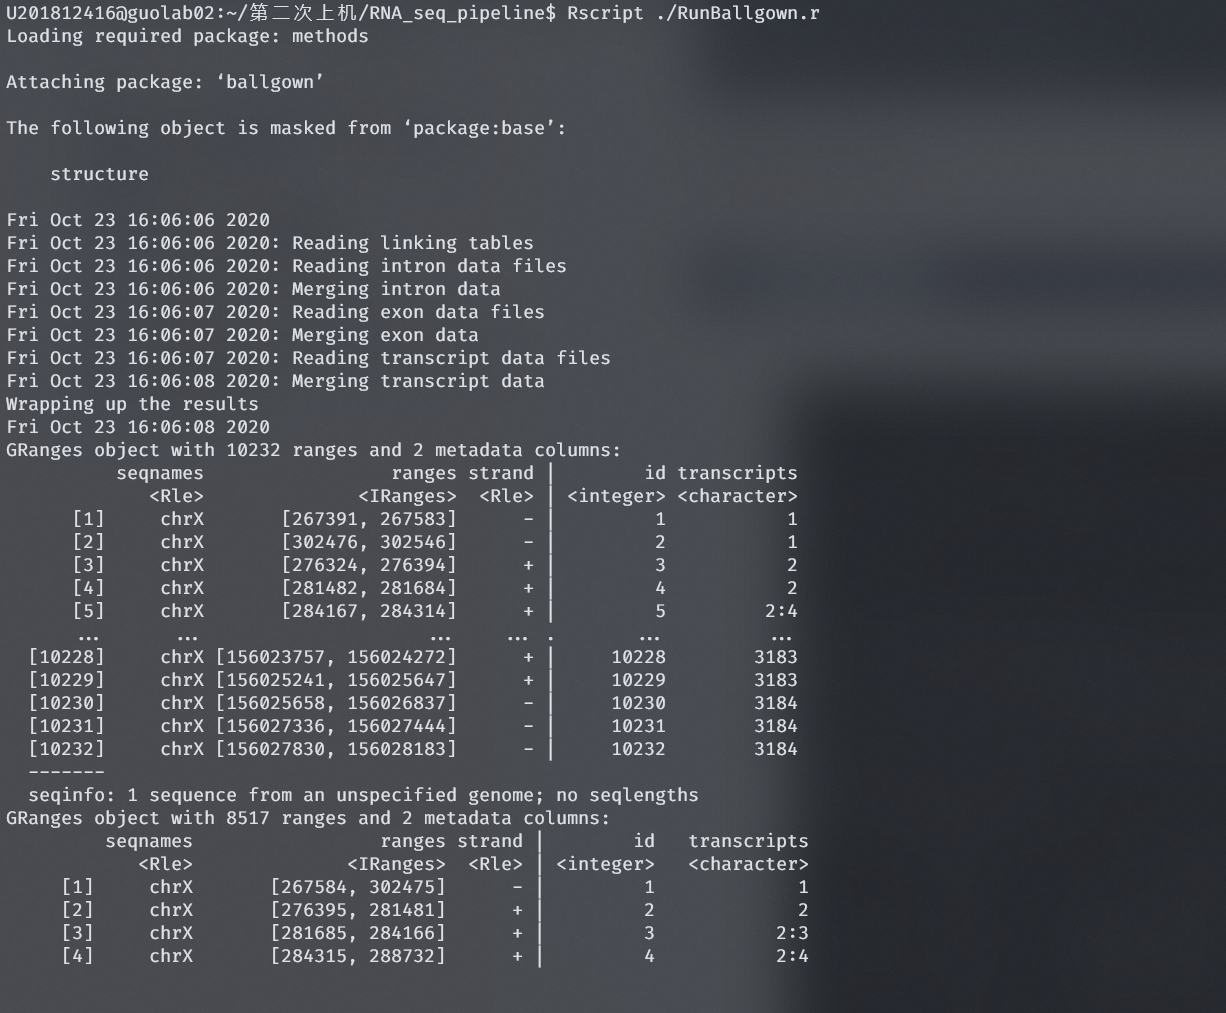 U201812416@guolab02:~/第二次上机/RNA_seq_pipeline$ Rscript ./RunBallgown.r
Loading required package: methods
Attaching package: ‘ballgown’
The following object is masked from ‘package:base’:
structure
Fri Oct 23 16:06:06 2020
Fri Oct 23 16:06:06 2020: Reading linking tables
Fri Oct 23 16:06:06 2020: Reading intron data files
Fri Oct 23 16:06:06 2020: Merging intron data
Fri Oct 23 16:06:07 2020: Reading exon data files
Fri Oct 23 16:06:07 2020: Merging exon data
Fri Oct 23 16:06:07 2020: Reading transcript data files
Fri Oct 23 16:06:08 2020: Merging transcript data
Wrapping up the results
Fri Oct 23 16:06:08 2020
GRanges object with 10232 ranges and 2 metadata columns:
seqnames ranges strand | id transcripts
<Rle> <IRanges> <Rle> | <integer> <character>
[1] chrX [267391, 267583] - | 1 1
[2] chrX [302476, 302546] - | 2 1
[3] chrX [276324, 276394] + | 3 2
[4] chrX [281482, 281684] + | 4 2
[5] chrX [284167, 284314] + | 5 2:4
... ... ... ... . ... ...
[10228] chrX [156023757, 156024272] + | 10228 3183
[10229] chrX [156025241, 156025647] + | 10229 3183
[10230] chrX [156025658, 156026837] - | 10230 3184
[10231] chrX [156027336, 156027444] - | 10231 3184
[10232] chrX [156027830, 156028183] - | 10232 3184
-------
seqinfo: 1 sequence from an unspecified genome; no seqlengths
GRanges object with 8517 ranges and 2 metadata columns:
seqnames ranges strand | id transcripts
<Rle> <IRanges> <Rle> | <integer> <character>
[1] chrX [267584, 302475] - | 1 1
[2] chrX [276395, 281481] + | 2 2
[3] chrX [281685, 284166] + | 3 2:3
[4] chrX [284315, 288732] + | 4 2:4